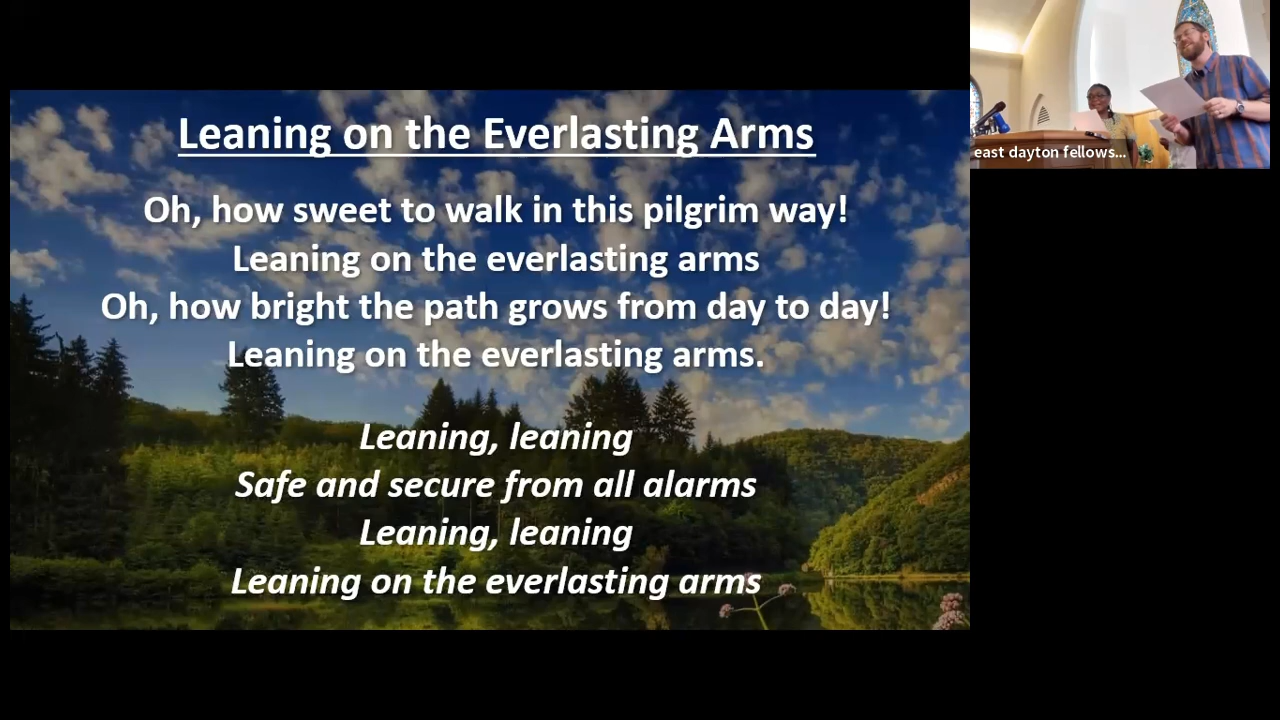 Leaning on the Everlasting Arms
Oh, how sweet to walk in this pilgrim way!
Leaning on the everlasting arms
Oh, how bright the path grows from day to day!
Leaning on the everlasting arms.
Leaning, leaning
Safe and secure from all alarms
Leaning, leaning
Leaning on the everlasting arms
east dayton fellows...